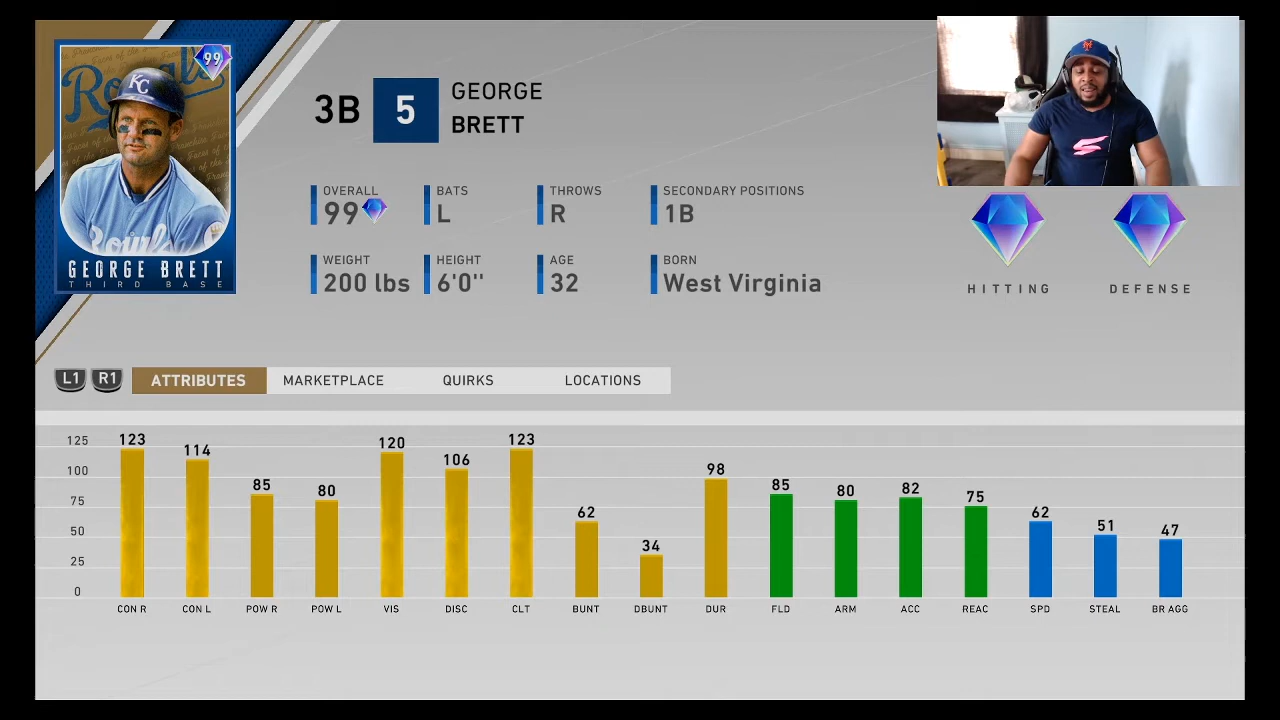 Royals
99
KC
Royals
GEORGE BRETT
THIRD BASE
3B
5
GEORGE
BRETT
OVERALL
99
BATS
L
THROWS
R
SECONDARY POSITIONS
1B
WEIGHT
200 lbs
HEIGHT
6'0"
AGE
32
BORN
West Virginia
HITTING
DEFENSE
L1
R1
ATTRIBUTES
MARKETPLACE
QUIRKS
LOCATIONS
125
100
75
50
25
0
123
114
85
80
120
106
123
62
34
98
85
80
82
75
62
51
47
CON R
CON L
POW R
POW L
VIS
DISC
CLT
BUNT
DBUNT
DUR
FLD
ARM
ACC
REAC
SPD
STEAL
BR AGG